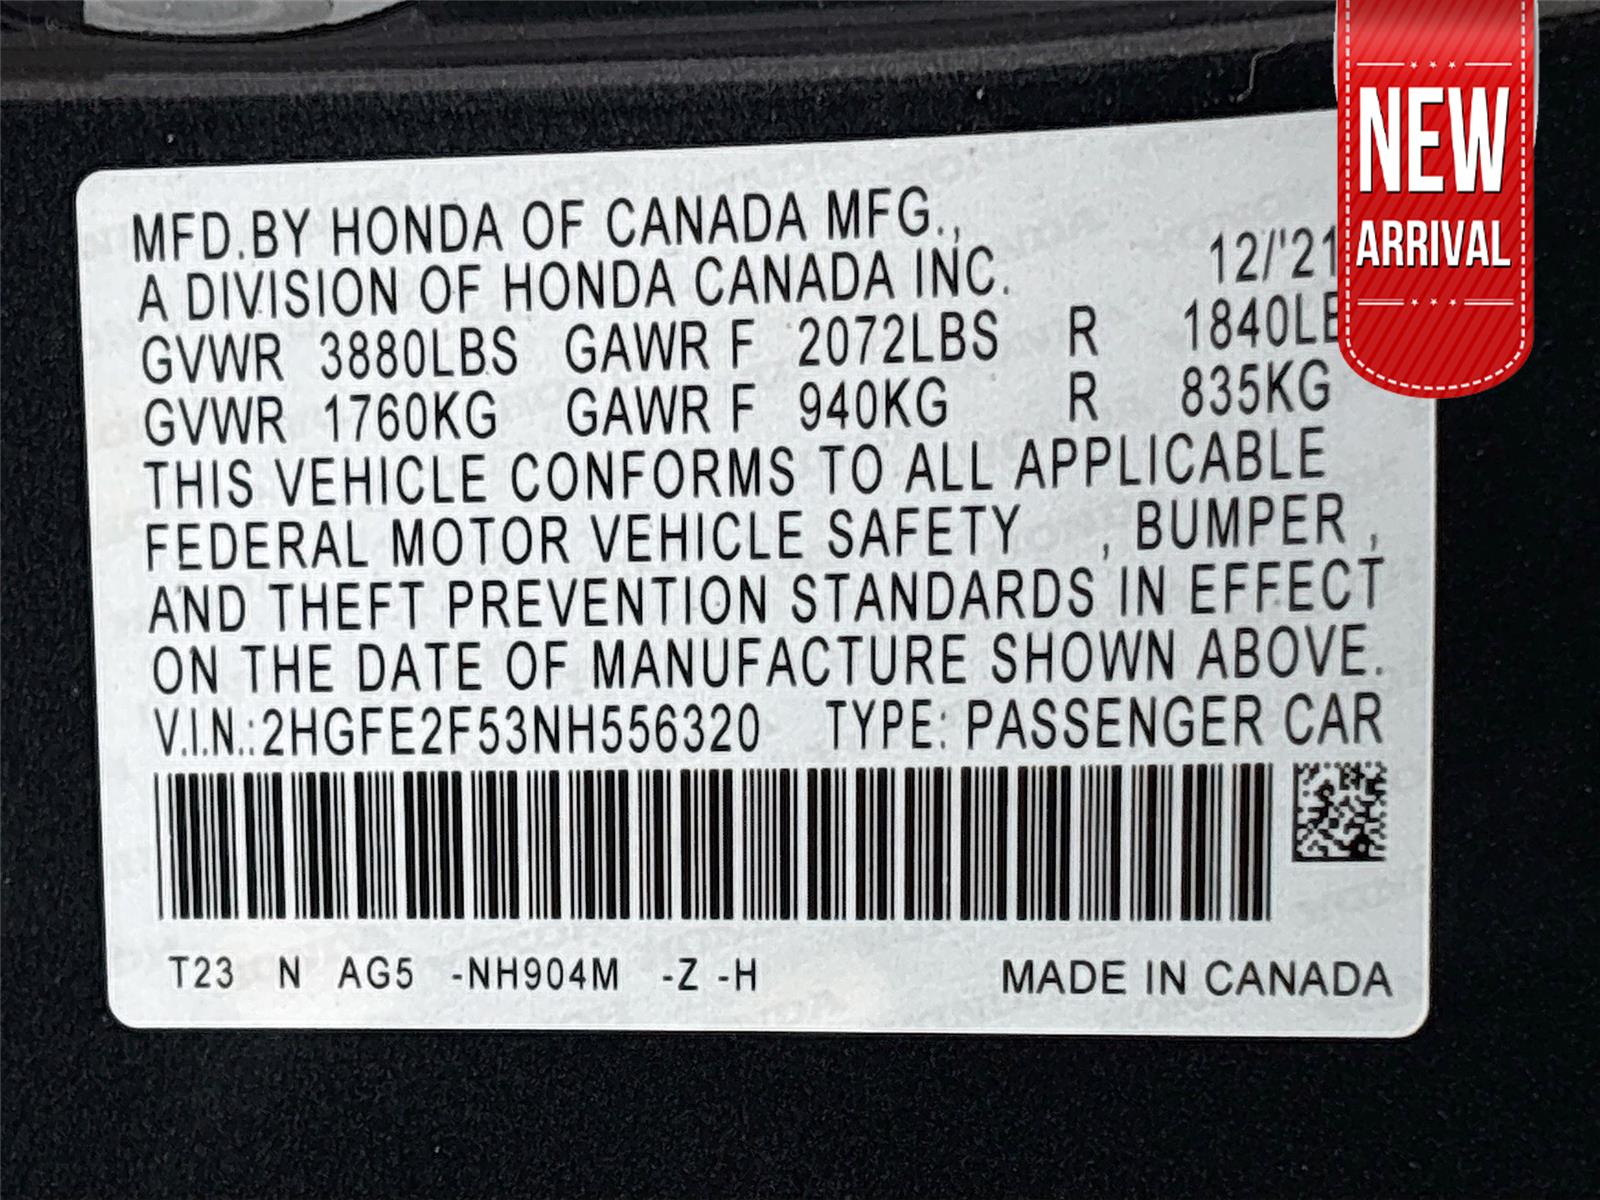 MFD.BY HONDA OF CANADA MFG.,
A DIVISION OF HONDA CANADA INC. 12/'21
GVWR 3880LBS GAWR F 2072LBS R 1840LB
GVWR 1760KG GAWR F 940KG R 835KG
THIS VEHICLE CONFORMS TO ALL APPLICABLE
FEDERAL MOTOR VEHICLE SAFETY , BUMPER ,
AND THEFT PREVENTION STANDARDS IN EFFECT
ON THE DATE OF MANUFACTURE SHOWN ABOVE.
V.I.N.:2HGFE2F53NH556320 TYPE: PASSENGER CAR
T23 N AG5 -NH904M -Z -H MADE IN CANADA
NEW
ARRIVAL